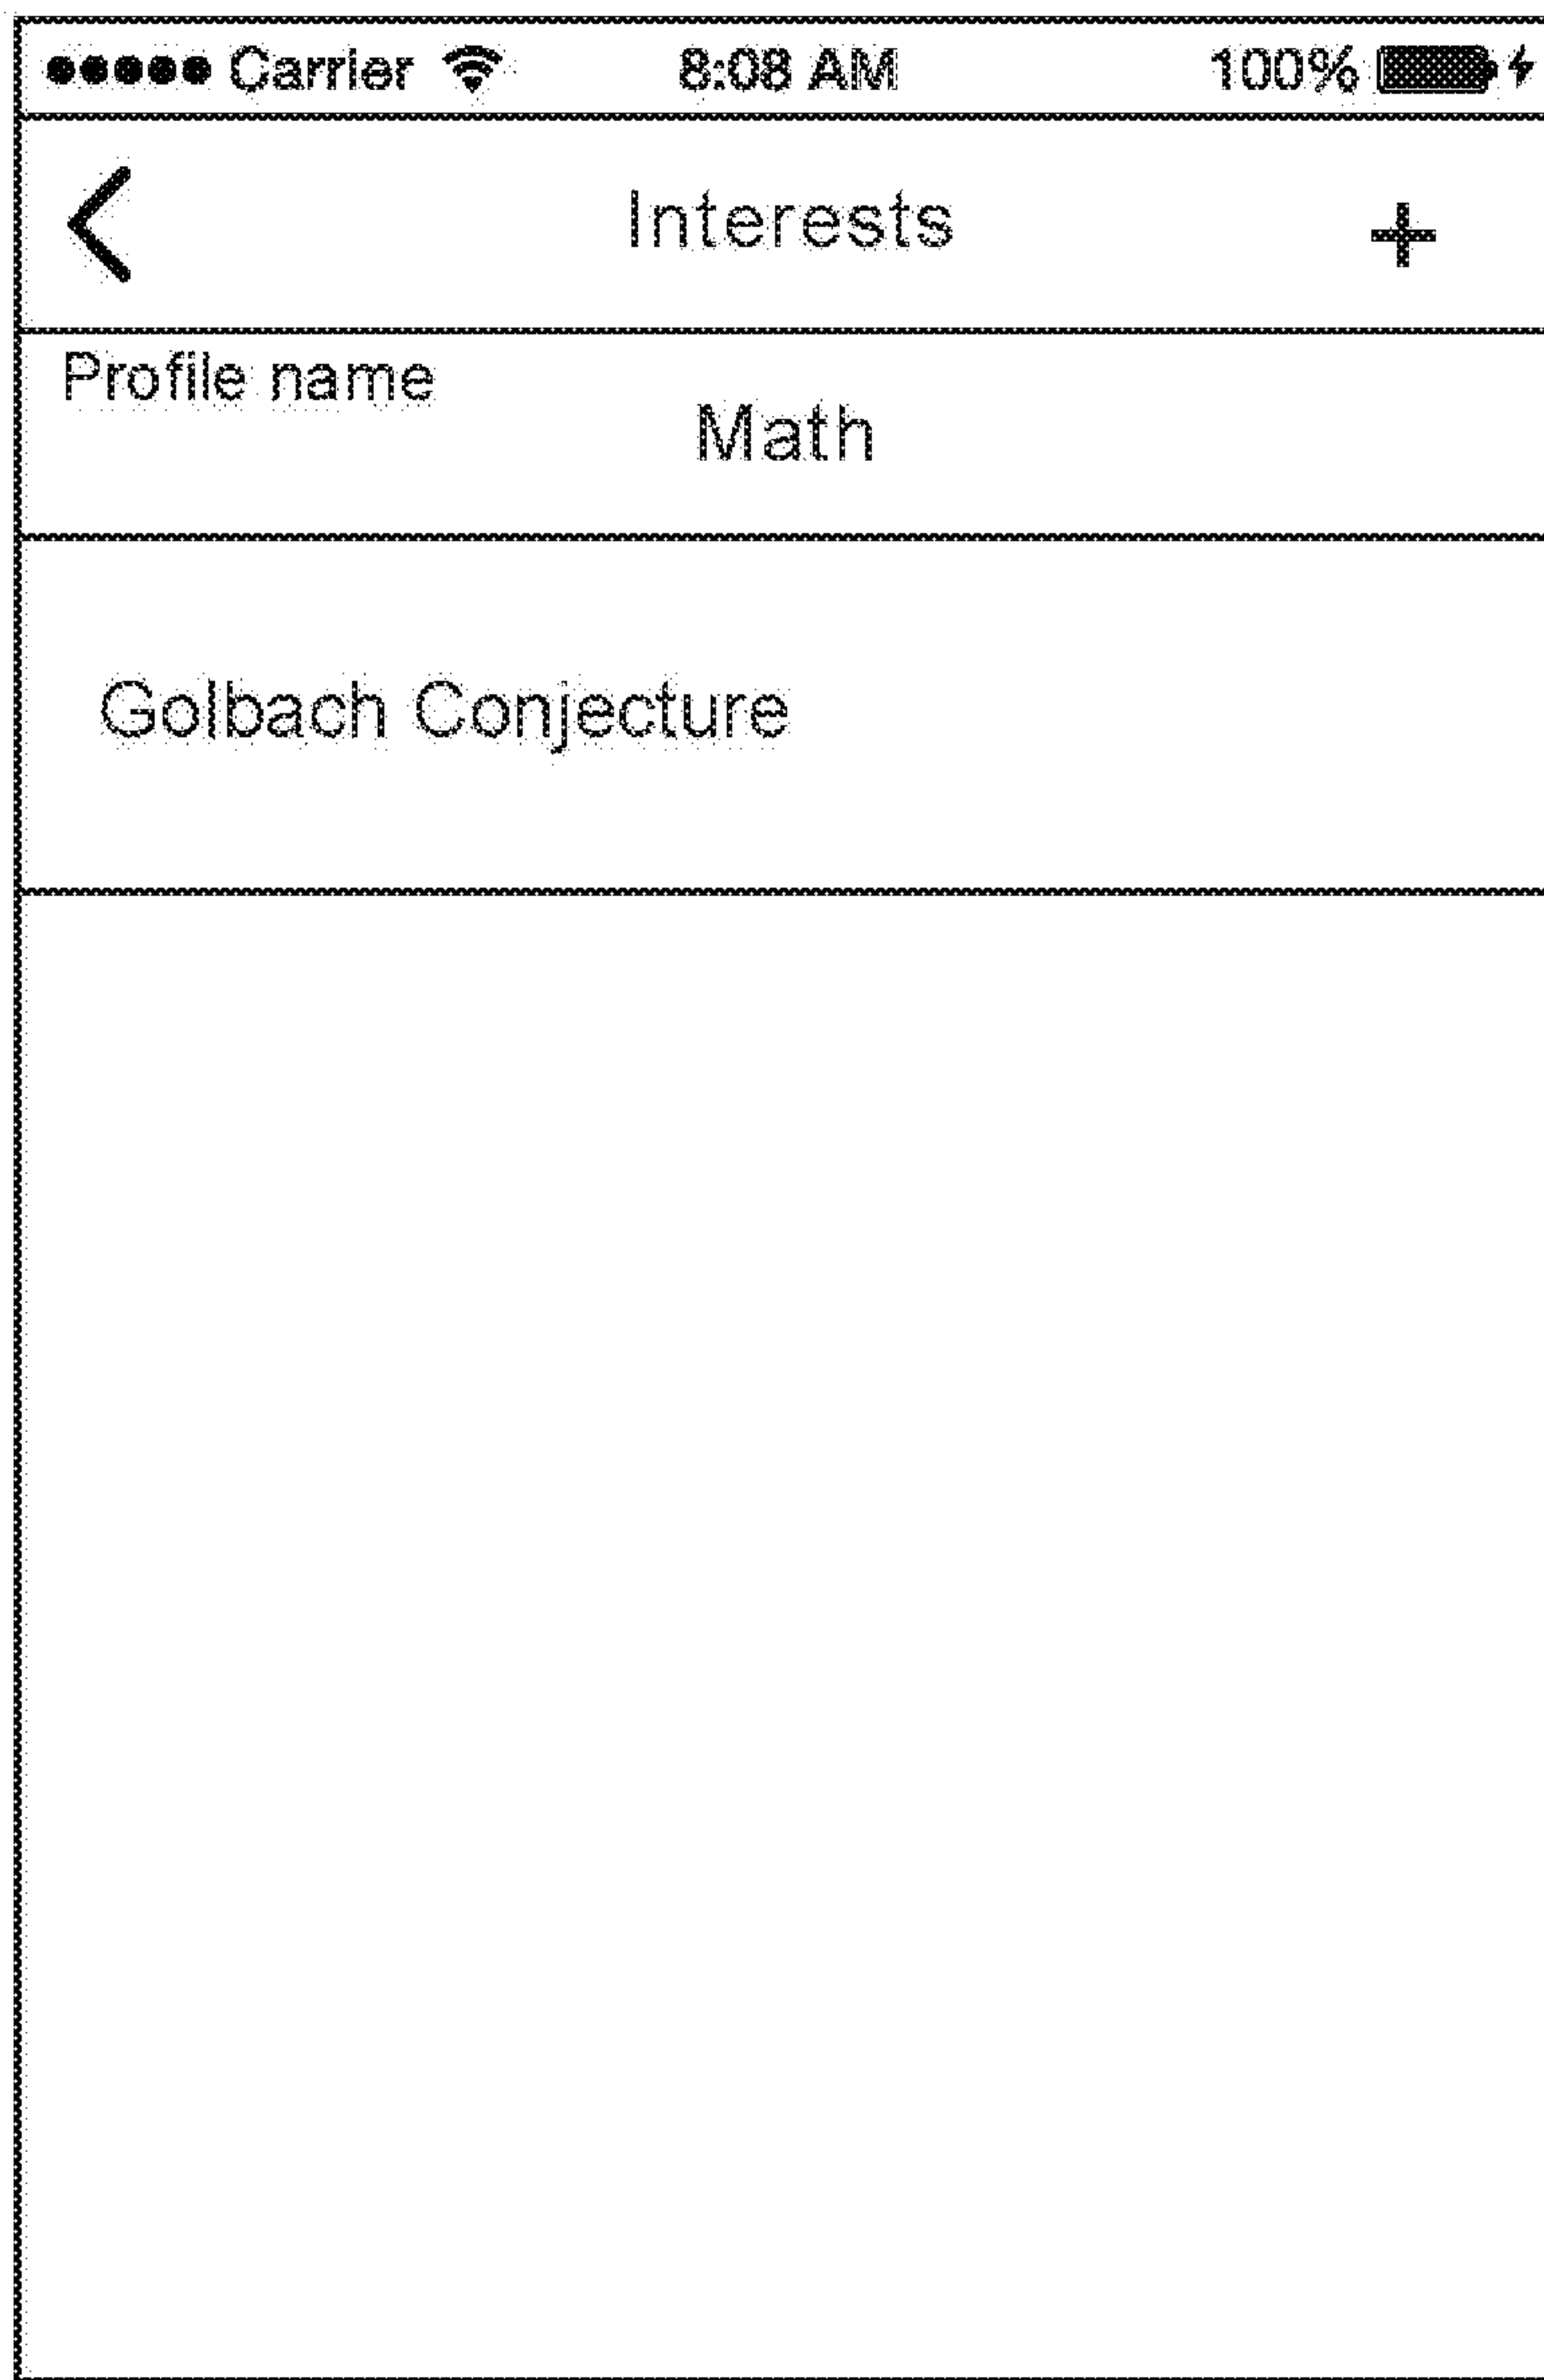 Carrier 8:08 AM 100%
Interests +
Profile name
Math
Golbach Conjecture